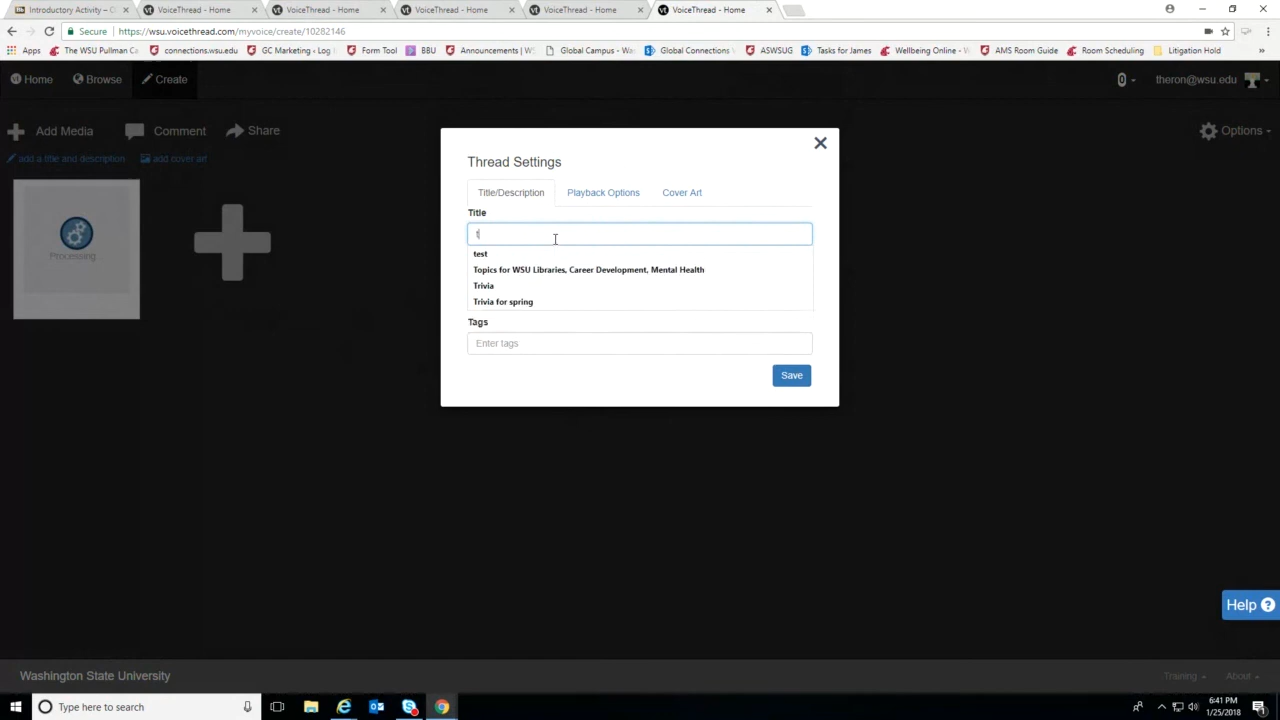 Introductory Activity – C
VoiceThread - Home
VoiceThread - Home
VoiceThread - Home
VoiceThread - Home
VoiceThread - Home
Secure
https://wsu.voicethread.com/myvoice/create/10282146
Apps
The WSU Pullman Ca
connections.wsu.edu
GC Marketing ‹ Log I
Form Tool
BBU
Announcements | WS
Global Campus - Wa
Global Connections
ASWSUG
Tasks for James
Wellbeing Online - W
AMS Room Guide
Room Scheduling
Litigation Hold
»
Home
Browse
Create
0
theron@wsu.edu
Add Media
Comment
Share
Options
add a title and description
add cover art
Processing...
Thread Settings
Title/Description
Playback Options
Cover Art
Title
t
test
Topics for WSU Libraries, Career Development, Mental Health
Trivia
Trivia for spring
Tags
Enter tags
Save
Help ?
Washington State University
Training
About
Type here to search
6:41 PM
1/25/2018